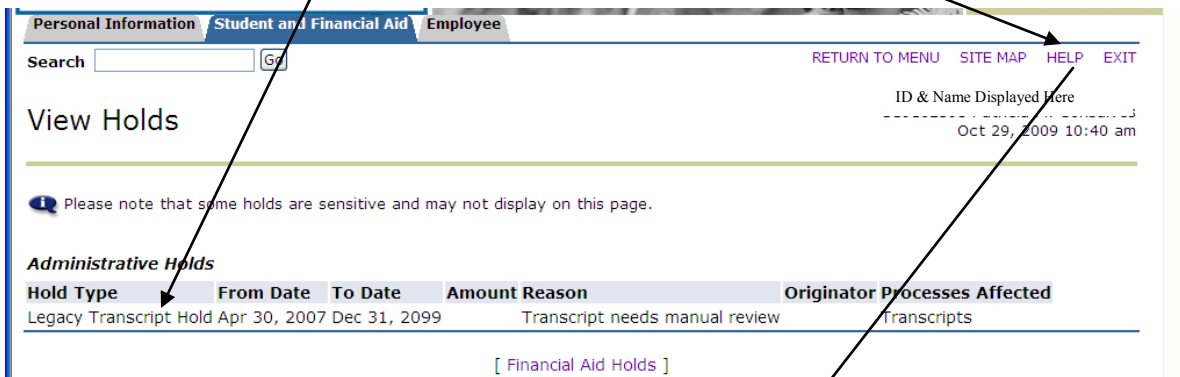 Personal Information Student and Financial Aid Employee
Search Go RETURN TO MENU SITE MAP HELP EXIT
ID & Name Displayed Here
View Holds
Oct 29, 2009 10:40 am
Please note that some holds are sensitive and may not display on this page.
Administrative Holds
Hold Type From Date To Date Amount Reason Originator Processes Affected
Legacy Transcript Hold Apr 30, 2007 Dec 31, 2099 Transcript needs manual review Transcripts
[ Financial Aid Holds ]